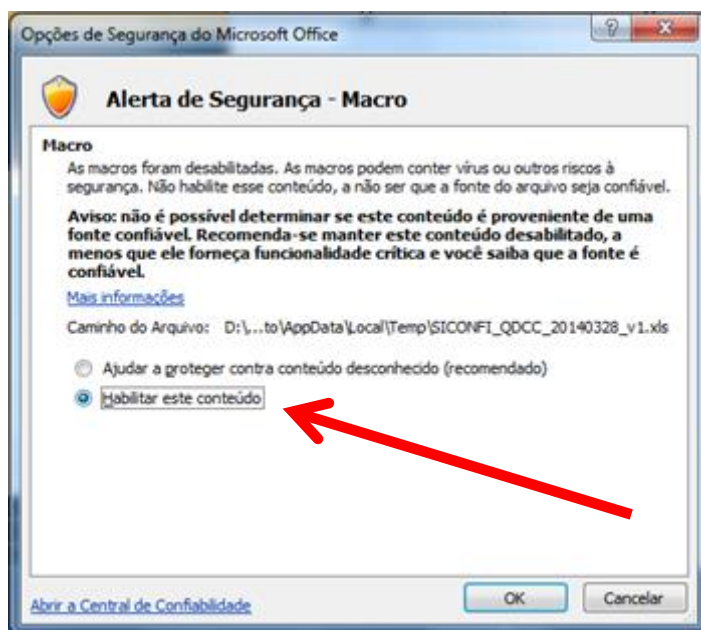 Opções de Segurança do Microsoft Office
Alerta de Segurança - Macro
Macro
As macros foram desabilitadas. As macros podem conter vírus ou outros riscos à
segurança. Não habilite esse conteúdo, a não ser que a fonte do arquivo seja confiável.
Aviso: não é possível determinar se este conteúdo é proveniente de uma
fonte confiável. Recomenda-se manter este conteúdo desabilitado, a
menos que ele forneça funcionalidade crítica e você saiba que a fonte é
confiável.
Mais informações
Caminho do Arquivo: D:\...to\AppData\Local\Temp\SICONFI_QDCC_20140328_v1.xls
Ajudar a proteger contra conteúdo desconhecido (recomendado)
Habilitar este conteúdo
Abrir a Central de Confiabilidade
OK
Cancelar